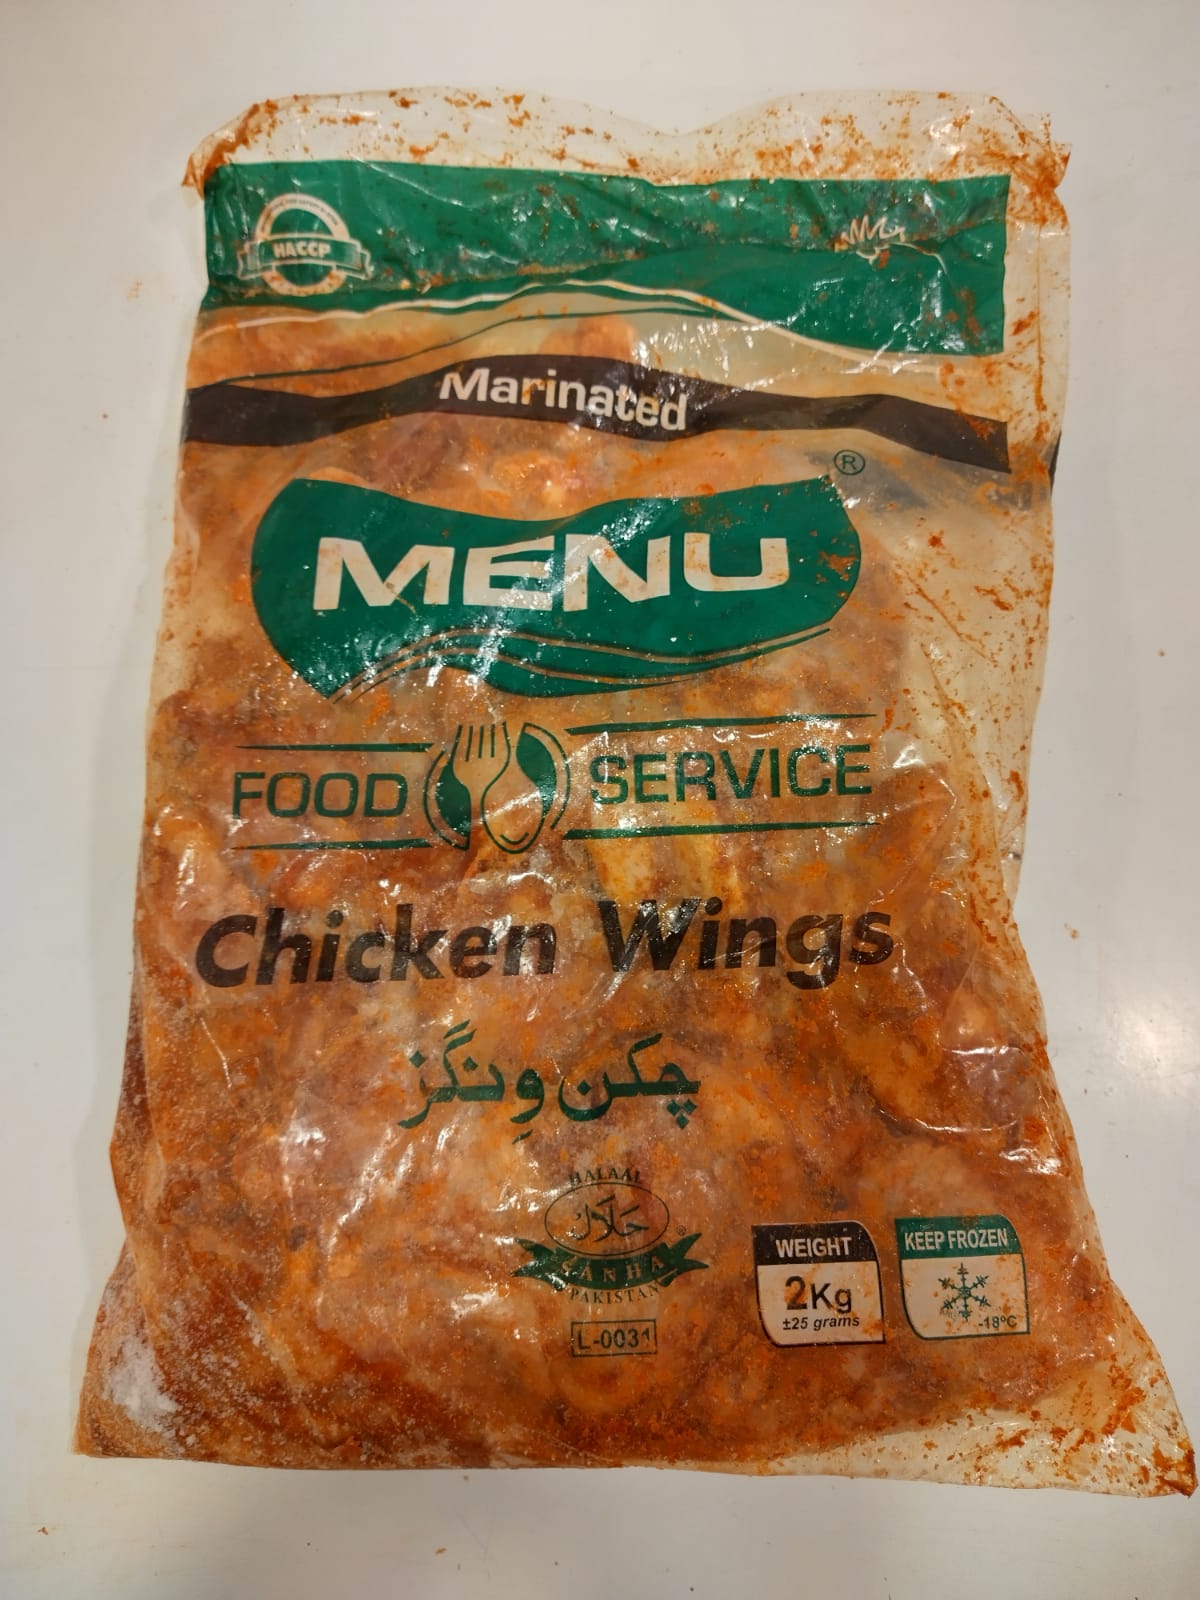 HACCP
Marinated
®
MENU
FOOD SERVICE
Chicken Wings
چکن وِنگز
HALAAL
حَلَال
SANHA ®
PAKISTAN
L-0031
WEIGHT
2Kg
±25 grams
KEEP FROZEN
-18°C